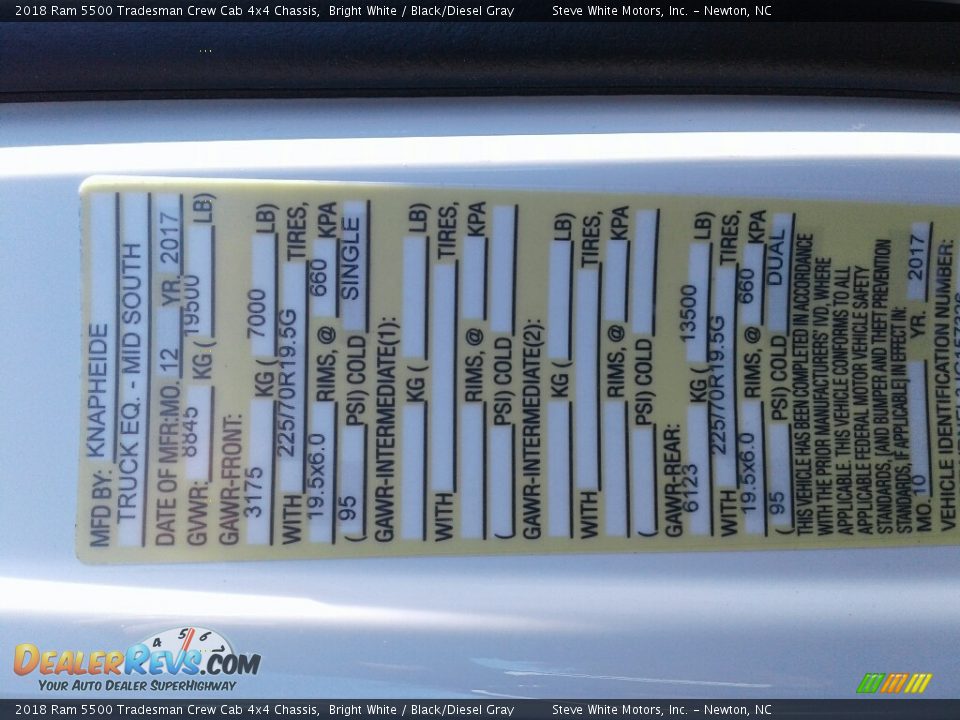 2018 Ram 5500 Tradesman Crew Cab 4x4 Chassis, Bright White / Black/Diesel Gray Steve White Motors, Inc. – Newton, NC
MFD BY: KNAPHEIDE
TRUCK EQ. - MID SOUTH
DATE OF MFR: MO. 12 YR. 2017
GVWR: 8845 KG ( 19500 LB)
GAWR-FRONT:
3175 KG ( 7000 LB)
WITH 225/70R19.5G TIRES,
19.5x6.0 RIMS, @ 660 KPA
( 95 PSI) COLD SINGLE
GAWR-INTERMEDIATE(1):
KG ( LB)
WITH TIRES,
RIMS, @ KPA
( PSI) COLD
GAWR-INTERMEDIATE(2):
KG ( LB)
WITH TIRES,
RIMS, @ KPA
( PSI) COLD
GAWR-REAR:
6123 KG ( 13500 LB)
WITH 225/70R19.5G TIRES,
19.5x6.0 RIMS, @ 660 KPA
( 95 PSI) COLD DUAL
THIS VEHICLE HAS BEEN COMPLETED IN ACCORDANCE
WITH THE PRIOR MANUFACTURERS' IVD, WHERE
APPLICABLE. THIS VEHICLE CONFORMS TO ALL
APPLICABLE FEDERAL MOTOR VEHICLE SAFETY
STANDARDS, (AND BUMPER AND THEFT PREVENTION
STANDARDS, IF APPLICABLE) IN EFFECT IN:
MO. 10 YR. 2017
VEHICLE IDENTIFICATION NUMBER:
4 5 6
DEALERREVS.COM
YOUR AUTO DEALER SUPERHIGHWAY
2018 Ram 5500 Tradesman Crew Cab 4x4 Chassis, Bright White / Black/Diesel Gray Steve White Motors, Inc. – Newton, NC